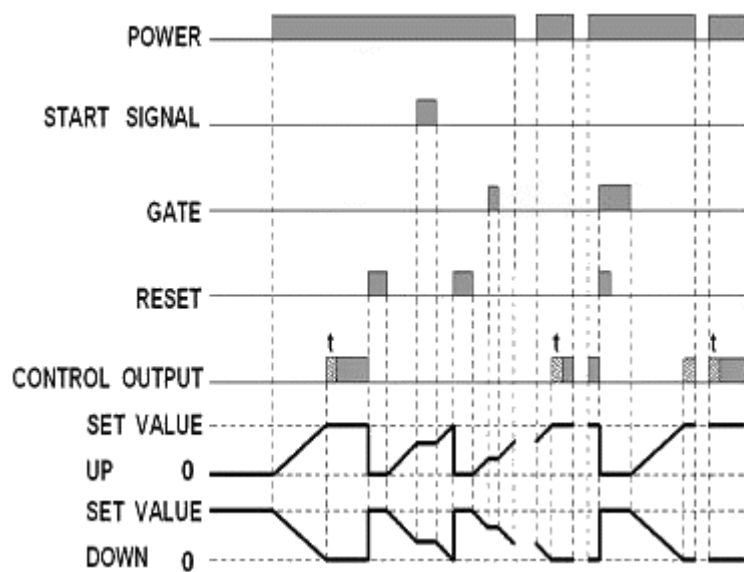 POWER
START SIGNAL
GATE
RESET
t t t
CONTROL OUTPUT
SET VALUE
UP 0
SET VALUE
DOWN 0